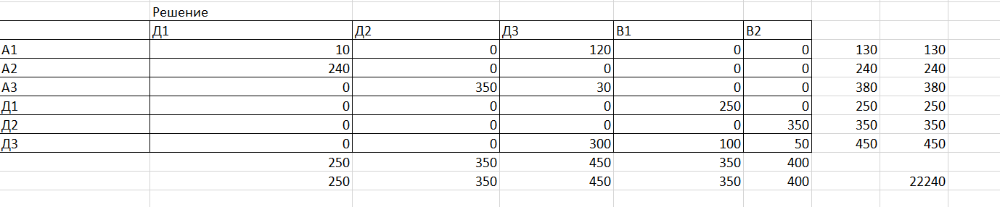 Решение
Д1 Д2 Д3 В1 В2
А1 10 0 120 0 0 130 130
А2 240 0 0 0 0 240 240
А3 0 350 30 0 0 380 380
Д1 0 0 0 250 0 250 250
Д2 0 0 0 0 350 350 350
Д3 0 0 300 100 50 450 450
250 350 450 350 400
250 350 450 350 400 22240